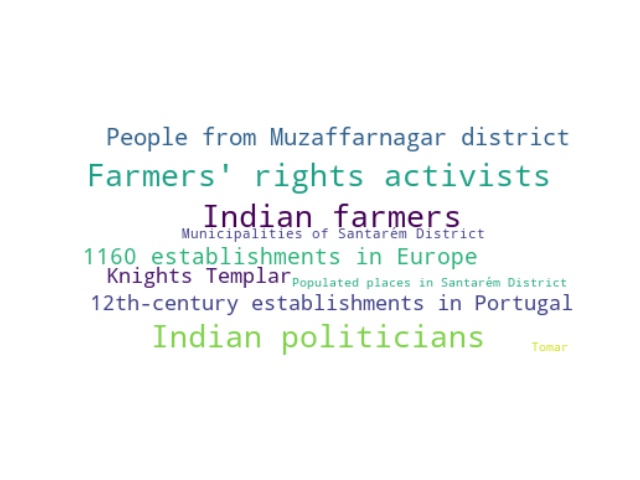 People from Muzaffarnagar district
Farmers' rights activists
Indian farmers
Municipalities of Santarém District
1160 establishments in Europe
Knights Templar
Populated places in Santarém District
12th-century establishments in Portugal
Indian politicians
Tomar